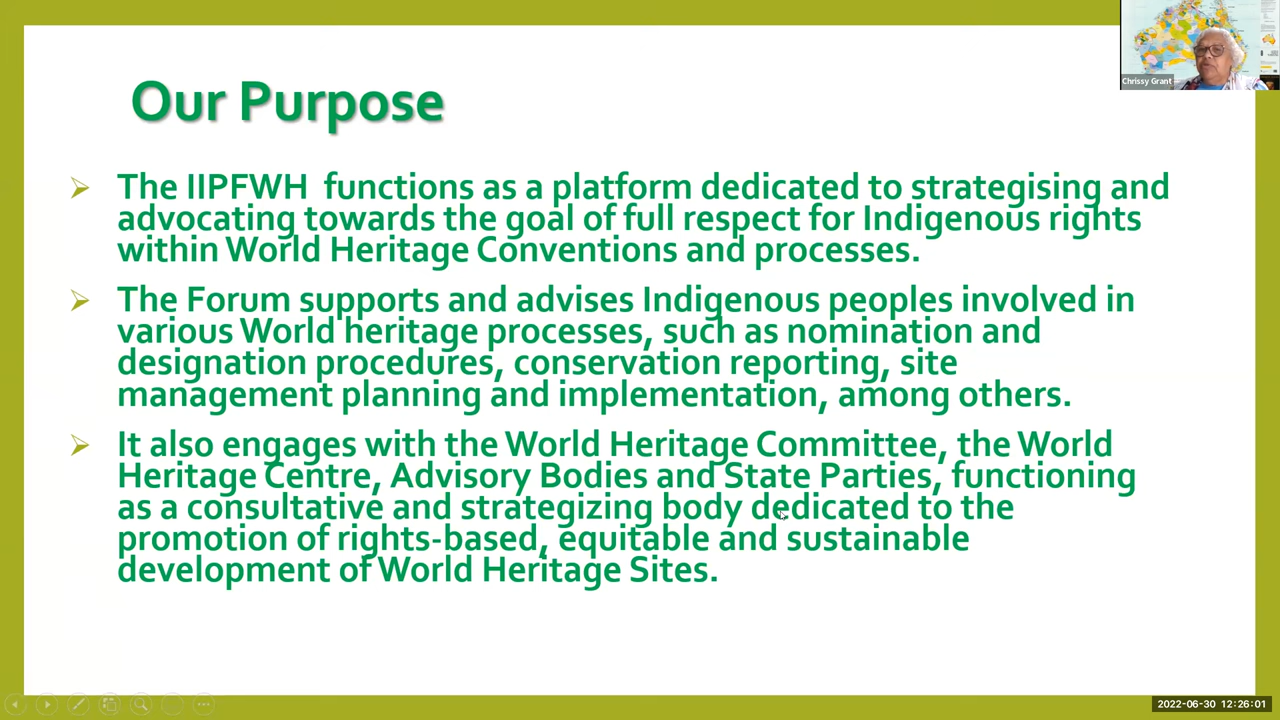 Our Purpose
The IIPFWH functions as a platform dedicated to strategising and
advocating towards the goal of full respect for Indigenous rights
within World Heritage Conventions and processes.
The Forum supports and advises Indigenous peoples involved in
various World heritage processes, such as nomination and
designation procedures, conservation reporting, site
management planning and implementation, among others.
It also engages with the World Heritage Committee, the World
Heritage Centre, Advisory Bodies and State Parties, functioning
as a consultative and strategizing body dedicated to the
promotion of rights-based, equitable and sustainable
development of World Heritage Sites.
Chrissy Grant
2022-06-30 12:26:01